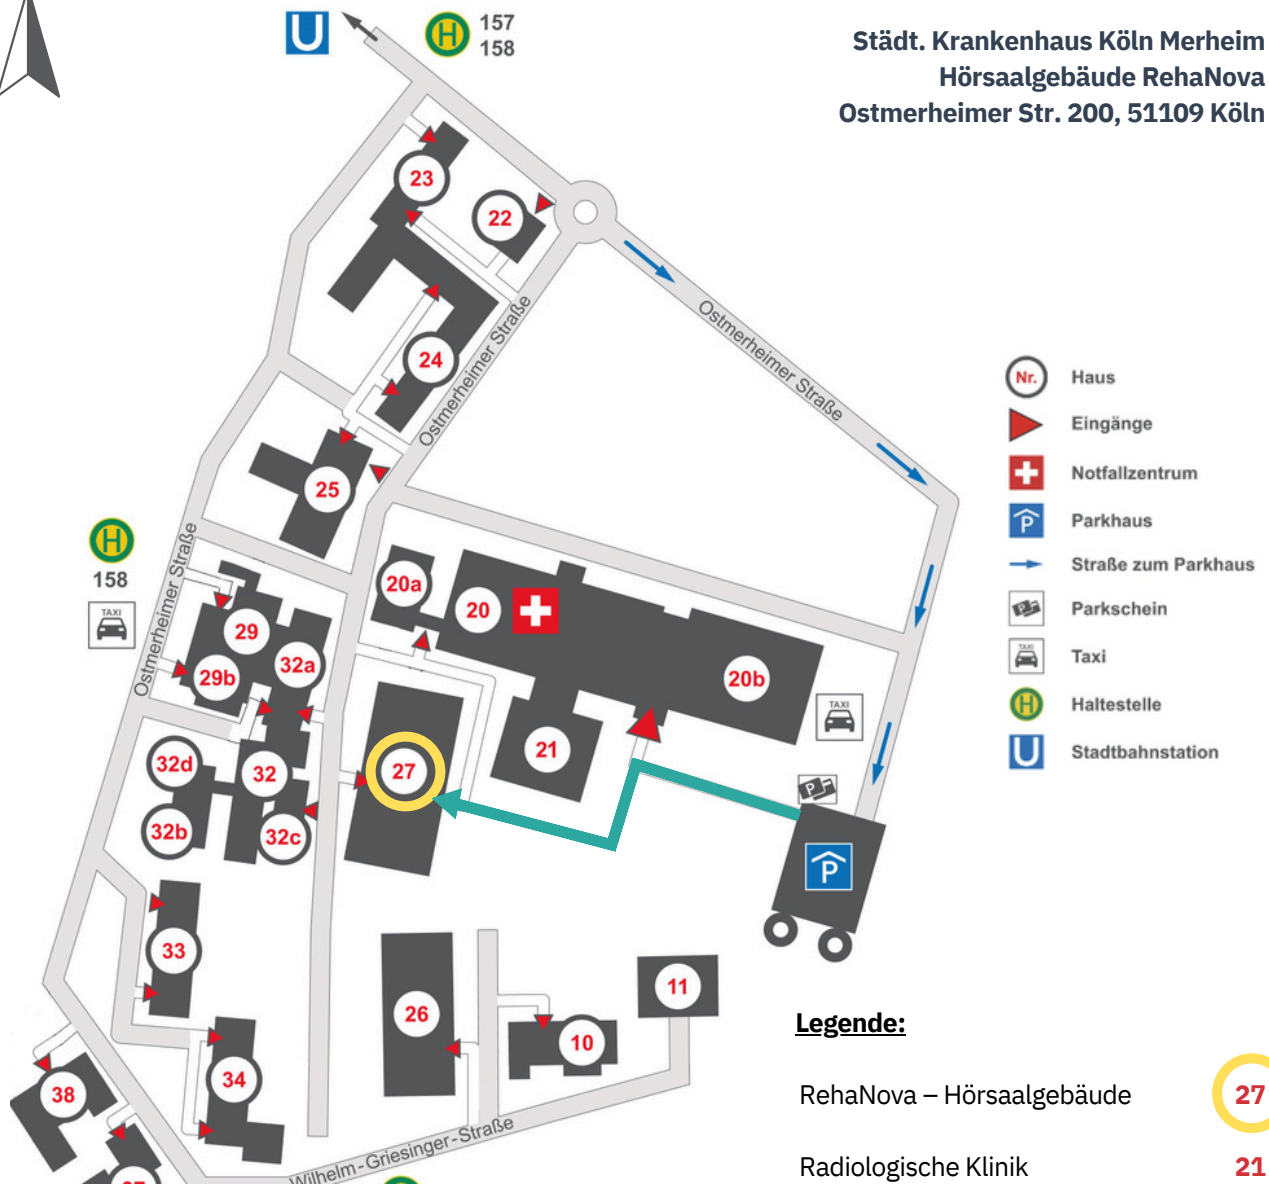 U
H
157
158
Städt. Krankenhaus Köln Merheim
Hörsaalgebäude RehaNova
Ostmerheimer Str. 200, 51109 Köln
23
22
Ostmerheimer Straße
24
Ostmerheimer Straße
25
Nr.
Haus
Eingänge
Notfallzentrum
P
Parkhaus
Straße zum Parkhaus
P
Parkschein
TAXI
Taxi
H
Haltestelle
U
Stadtbahnstation
H
158
TAXI
Ostmerheimer Straße
20a
20
29
32a
29b
20b
TAXI
21
32d
32
27
P
32b
32c
P
33
26
11
10
34
38
Wilhelm-Griesinger-Straße
Legende:
RehaNova – Hörsaalgebäude
27
Radiologische Klinik
21